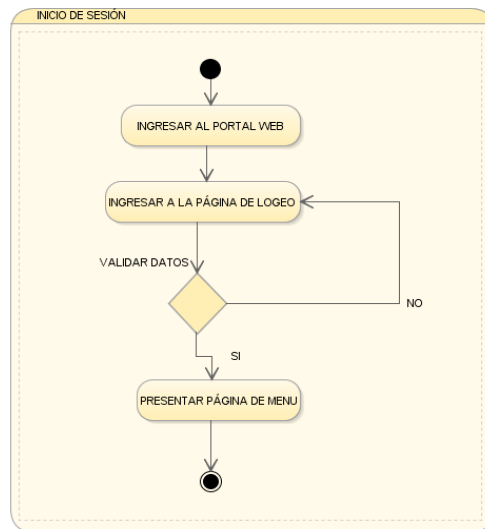 INICIO DE SESIÓN
INGRESAR AL PORTAL WEB
INGRESAR A LA PÁGINA DE LOGEO
VALIDAR DATOS
NO
SI
PRESENTAR PÁGINA DE MENU